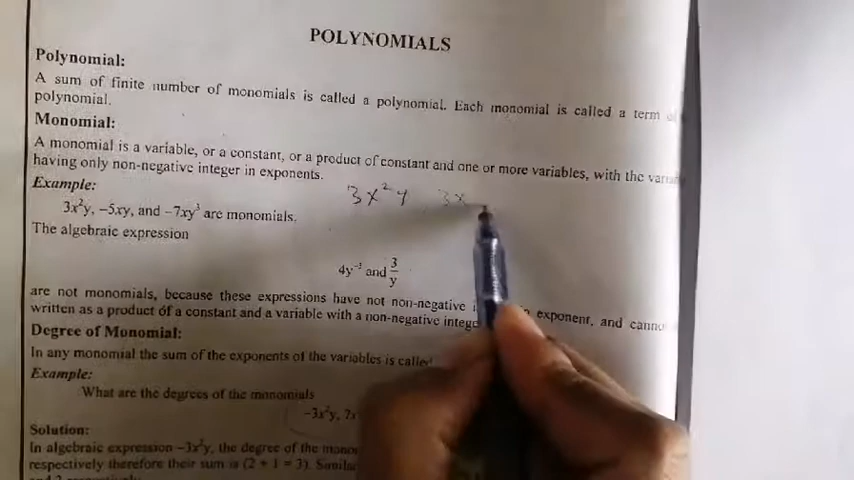 POLYNOMIALS
Polynomial:
A sum of finite number of monomials is called a polynomial. Each monomial is called a term of
polynomial.
Monomial:
A monomial is a variable, or a constant, or a product of constant and one or more variables, with the
having only non-negative integer in exponents.
3x²y 3x
Example:
3x²y, −5xy, and −7xy³ are monomials.
The algebraic expression
4y⁻³ and 3/y
are not monomials, because these expressions have not non-negative exponent, and
written as a product of a constant and a variable with a non-negative
Degree of Monomial:
In any monomial the sum of the exponents of the variables is
Example:
What are the degrees of the monomials
−3x²y,
Solution:
In algebraic expression −3x²y, the degree of the
respectively therefore their sum is (2 + 1 = 3).